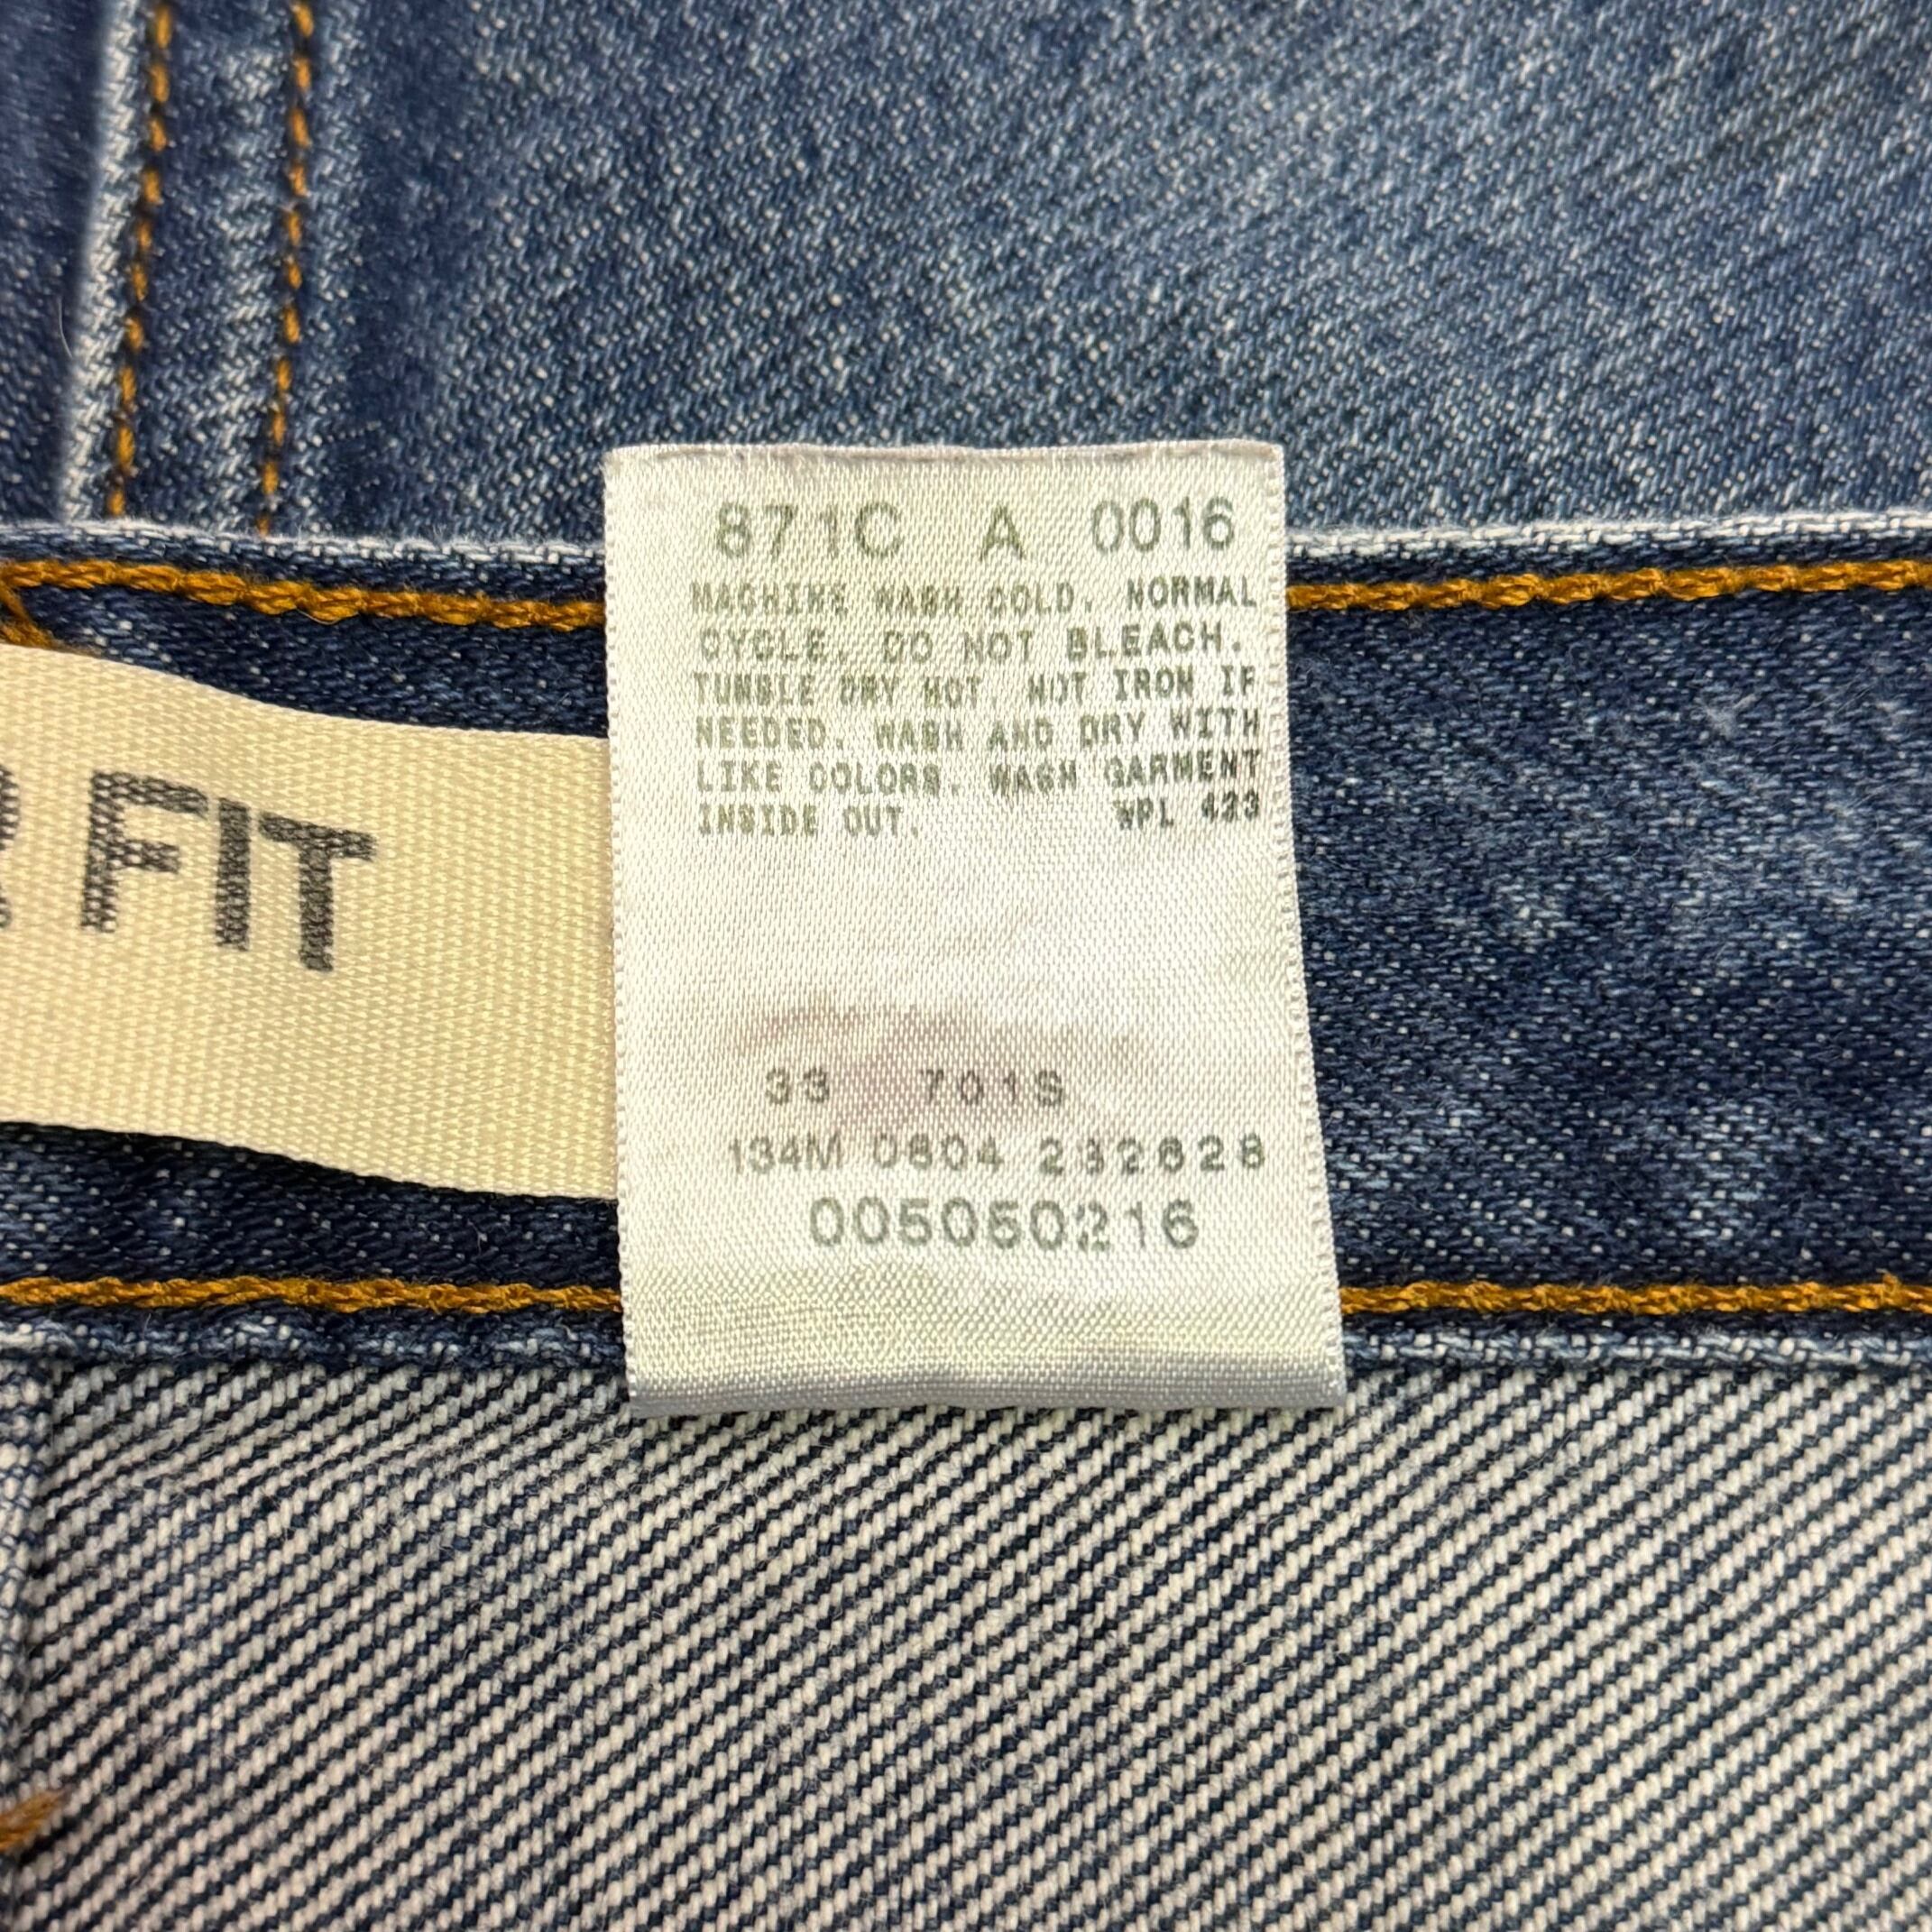 871C A 0016
MACHINE WASH COLD. NORMAL
CYCLE. DO NOT BLEACH.
TUMBLE DRY HOT HOT IRON IF
NEEDED. WASH AND DRY WITH
LIKE COLORS. WASH GARMENT
INSIDE OUT. WPL 423
FIT
33 701S
134M 0804 232628
005050216